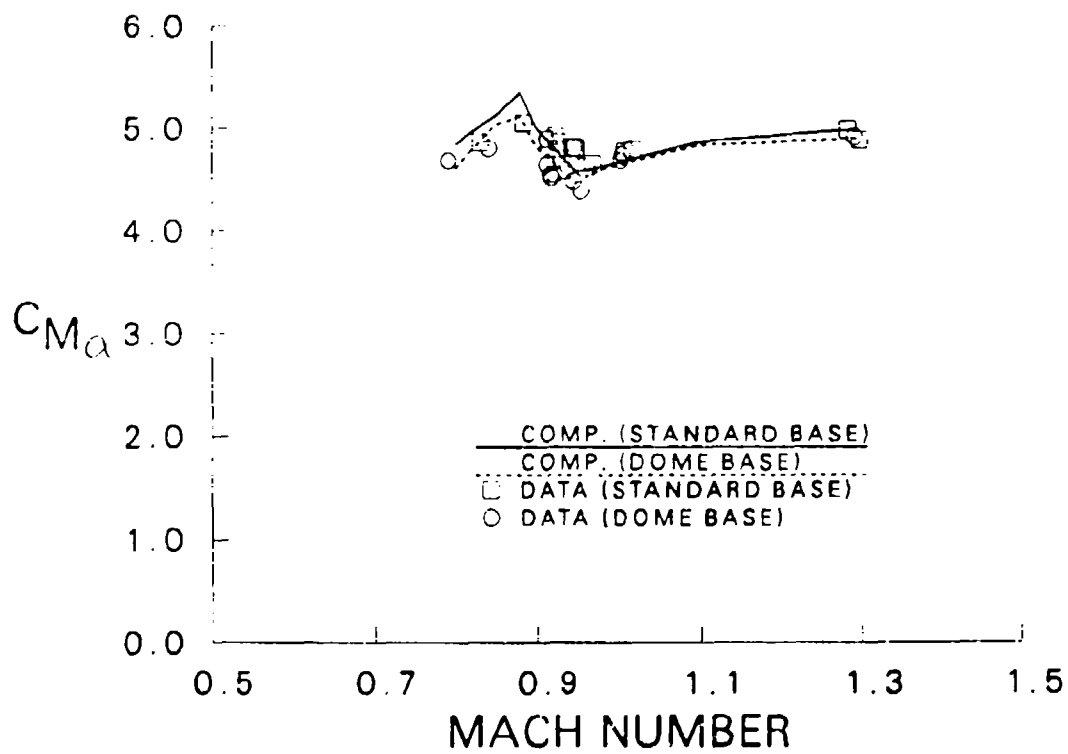 6.0
5.0
4.0
CMα 3.0
2.0
1.0
0.0
COMP. (STANDARD BASE)
COMP. (DOME BASE)
DATA (STANDARD BASE)
DATA (DOME BASE)
0.5 0.7 0.9 1.1 1.3 1.5
MACH NUMBER